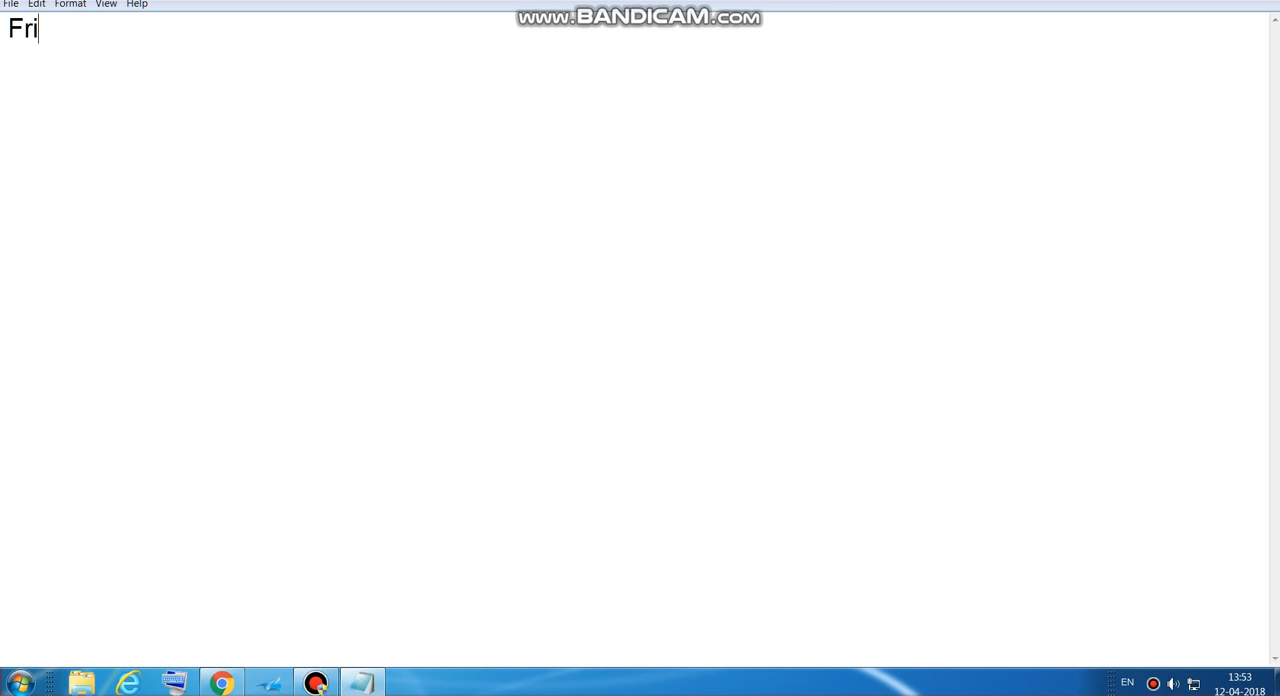 File Edit Format View Help
www.BANDICAM.com
Fri
EN
13:53
12-04-2018